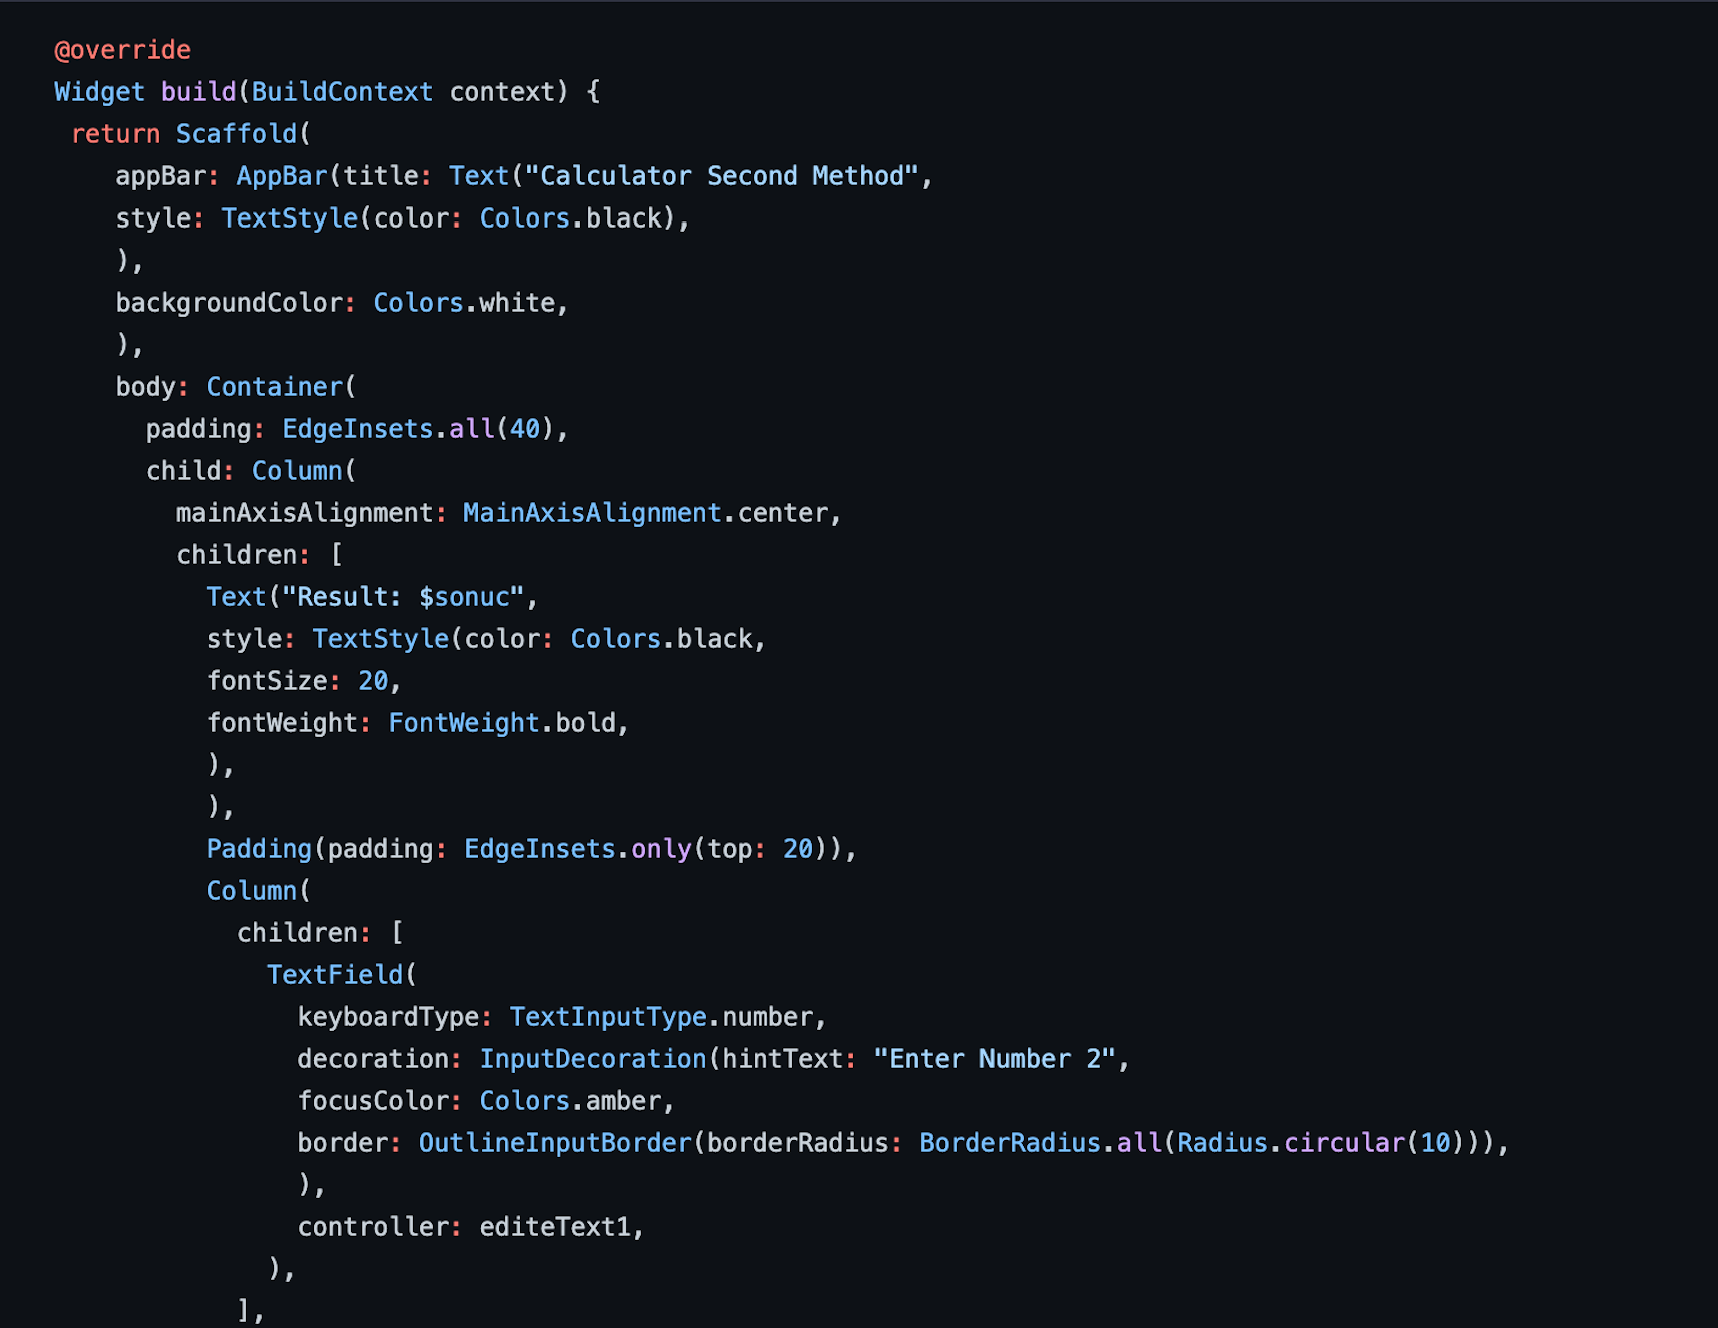 @override
Widget build(BuildContext context) {
return Scaffold(
appBar: AppBar(title: Text("Calculator Second Method",
style: TextStyle(color: Colors.black),
),
backgroundColor: Colors.white,
),
body: Container(
padding: EdgeInsets.all(40),
child: Column(
mainAxisAlignment: MainAxisAlignment.center,
children: [
Text("Result: $sonuc",
style: TextStyle(color: Colors.black,
fontSize: 20,
fontWeight: FontWeight.bold,
),
),
Padding(padding: EdgeInsets.only(top: 20)),
Column(
children: [
TextField(
keyboardType: TextInputType.number,
decoration: InputDecoration(hintText: "Enter Number 2",
focusColor: Colors.amber,
border: OutlineInputBorder(borderRadius: BorderRadius.all(Radius.circular(10))),
),
controller: editeText1,
),
],